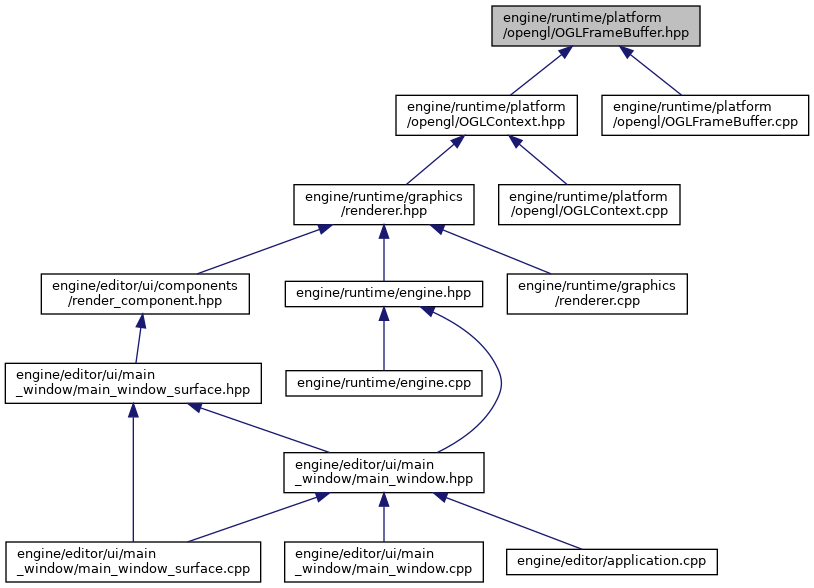 engine/runtime/platform
/opengl/OGLFrameBuffer.hpp
engine/runtime/platform
/opengl/OGLContext.hpp
engine/runtime/platform
/opengl/OGLFrameBuffer.cpp
engine/runtime/graphics
/renderer.hpp
engine/runtime/platform
/opengl/OGLContext.cpp
engine/editor/ui/components
/render_component.hpp
engine/runtime/engine.hpp
engine/runtime/graphics
/renderer.cpp
engine/editor/ui/main
_window/main_window_surface.hpp
engine/runtime/engine.cpp
engine/editor/ui/main
_window/main_window.hpp
engine/editor/ui/main
_window/main_window_surface.cpp
engine/editor/ui/main
_window/main_window.cpp
engine/editor/application.cpp